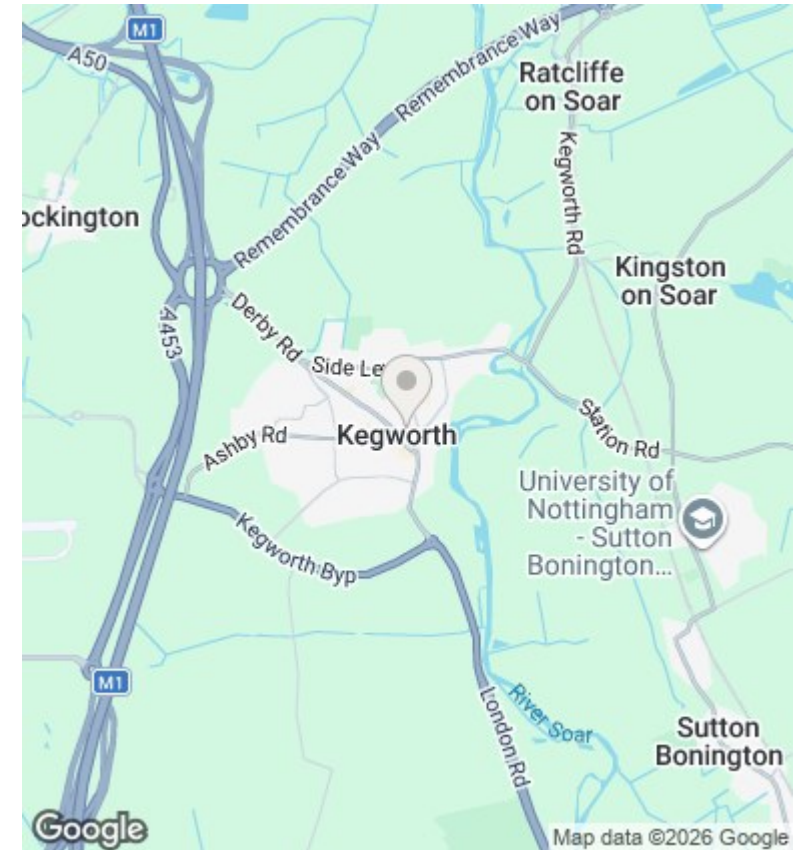 M1
A50
Remembrance Way
Ratcliffe
on Soar
Kegworth Rd
ockington
Remembrance Way
Kingston
on Soar
A453
Derby Rd
Side Le
Kegworth
Ashby Rd
Station Rd
University of
Nottingham
- Sutton
Bonington...
Kegworth Byp
M1
River Soar
London Rd
Sutton
Bonington
Google
Map data ©2026 Google